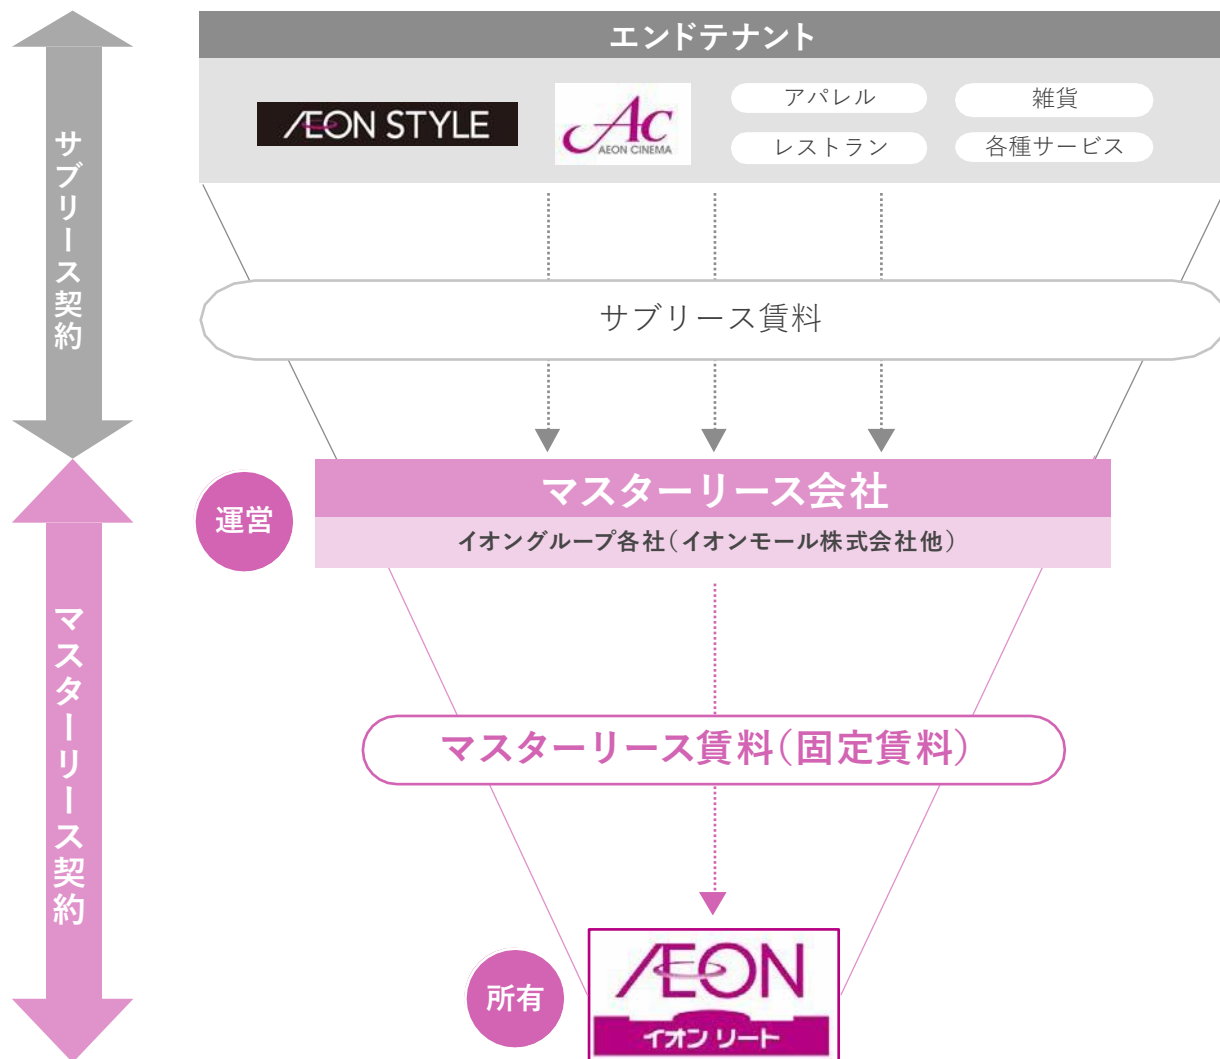 エンドテナント
ÆON STYLE
AC
AEON CINEMA
アパレル
雑貨
レストラン
各種サービス
サブリース契約
サブリース賃料
マスターリース会社
運営
イオングループ各社(イオンモール株式会社他)
マスターリース契約
マスターリース賃料(固定賃料)
所有
ÆON
イオン リート